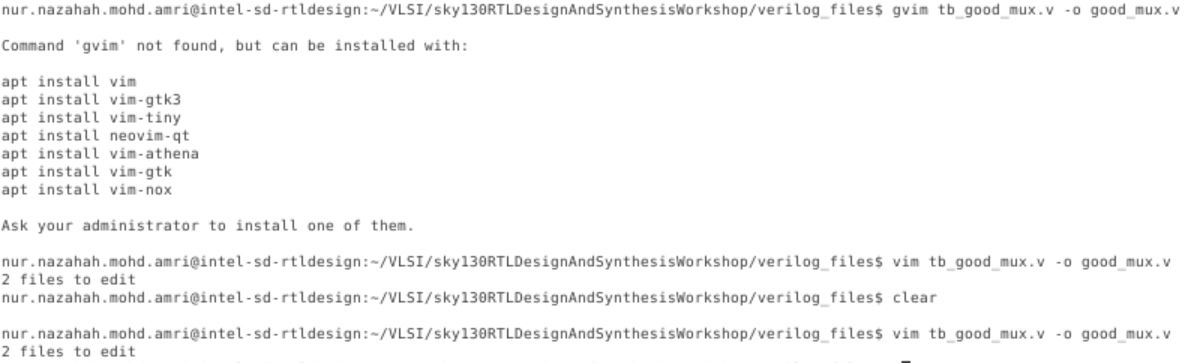 nur.nazahah.mohd.amri@intel-sd-rtldesign:~/VLSI/sky130RTLDesignAndSynthesisWorkshop/verilog_files$ gvim tb_good_mux.v -o good_mux.v
Command 'gvim' not found, but can be installed with:
apt install vim
apt install vim-gtk3
apt install vim-tiny
apt install neovim-qt
apt install vim-athena
apt install vim-gtk
apt install vim-nox
Ask your administrator to install one of them.
nur.nazahah.mohd.amri@intel-sd-rtldesign:~/VLSI/sky130RTLDesignAndSynthesisWorkshop/verilog_files$ vim tb_good_mux.v -o good_mux.v
2 files to edit
nur.nazahah.mohd.amri@intel-sd-rtldesign:~/VLSI/sky130RTLDesignAndSynthesisWorkshop/verilog_files$ clear
nur.nazahah.mohd.amri@intel-sd-rtldesign:~/VLSI/sky130RTLDesignAndSynthesisWorkshop/verilog_files$ vim tb_good_mux.v -o good_mux.v
2 files to edit